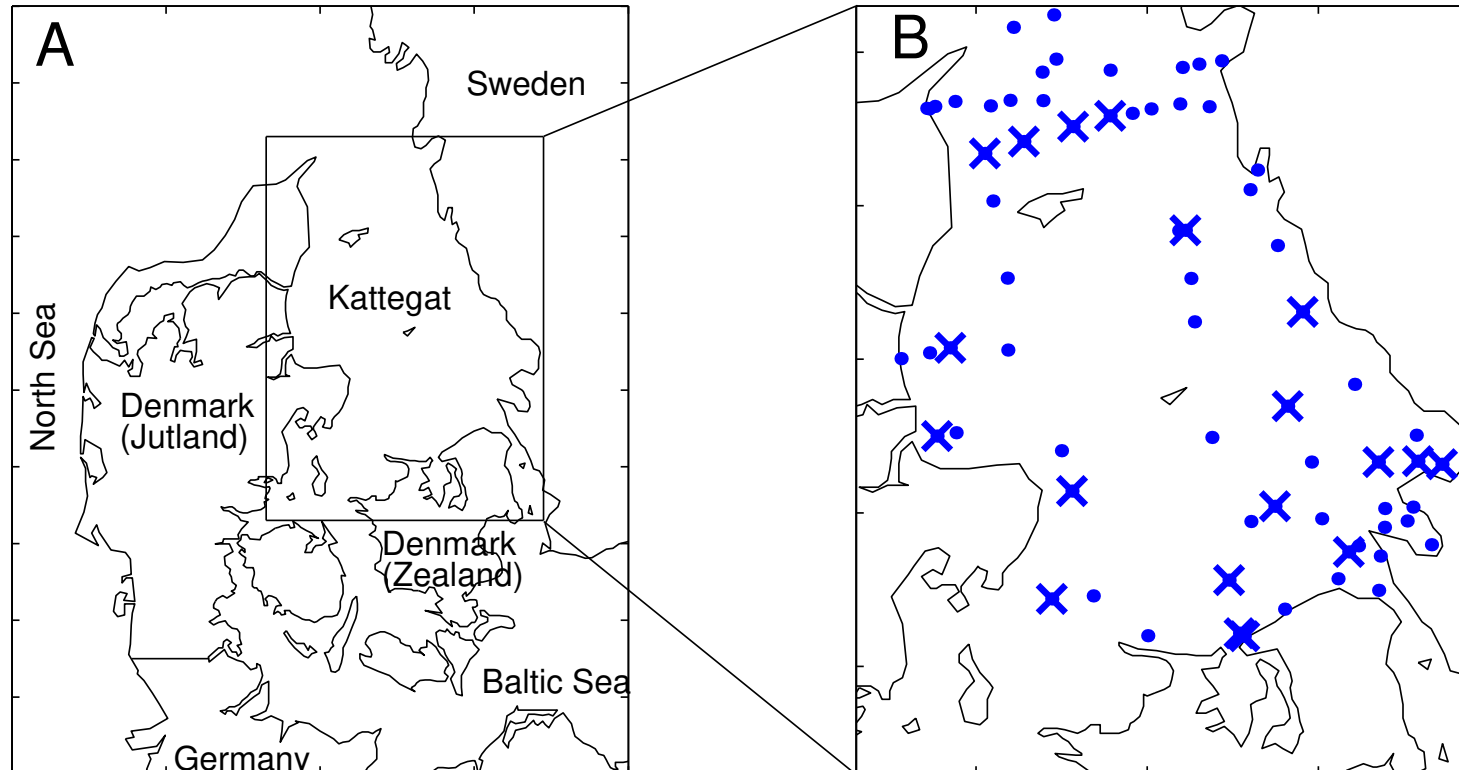 A
B
Sweden
Kattegat
North Sea
Denmark
(Jutland)
Denmark
(Zealand)
Baltic Sea
Germany